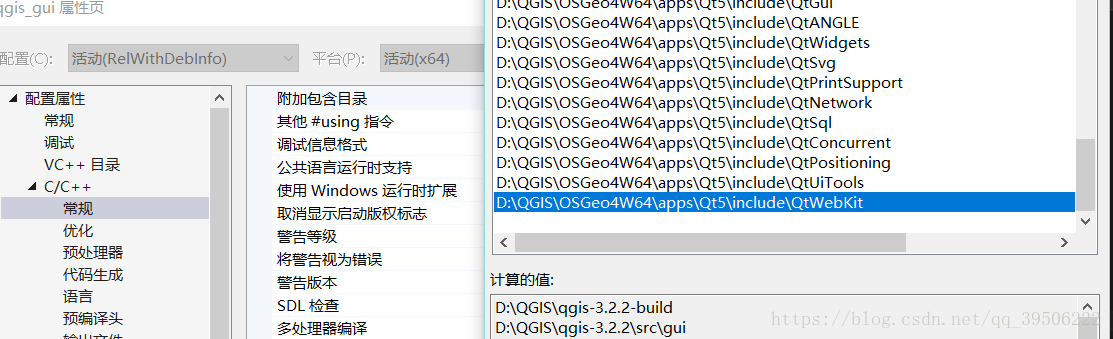 qgis_gui 属性页
配置(C):
活动(RelWithDebInfo)
平台(P):
活动(x64)
配置属性
常规
调试
VC++ 目录
C/C++
常规
优化
预处理器
代码生成
语言
预编译头
输出文件
附加包含目录
其他 #using 指令
调试信息格式
公共语言运行时支持
使用 Windows 运行时扩展
取消显示启动版权标志
警告等级
将警告视为错误
警告版本
SDL 检查
多处理器编译
D:\QGIS\OSGeo4W64\apps\Qt5\include\QtGui
D:\QGIS\OSGeo4W64\apps\Qt5\include\QtANGLE
D:\QGIS\OSGeo4W64\apps\Qt5\include\QtWidgets
D:\QGIS\OSGeo4W64\apps\Qt5\include\QtSvg
D:\QGIS\OSGeo4W64\apps\Qt5\include\QtPrintSupport
D:\QGIS\OSGeo4W64\apps\Qt5\include\QtNetwork
D:\QGIS\OSGeo4W64\apps\Qt5\include\QtSql
D:\QGIS\OSGeo4W64\apps\Qt5\include\QtConcurrent
D:\QGIS\OSGeo4W64\apps\Qt5\include\QtPositioning
D:\QGIS\OSGeo4W64\apps\Qt5\include\QtUiTools
D:\QGIS\OSGeo4W64\apps\Qt5\include\QtWebKit
计算的值:
D:\QGIS\qgis-3.2.2-build
D:\QGIS\qgis-3.2.2\src\gui
https://blog.csdn.net/qq_39506222